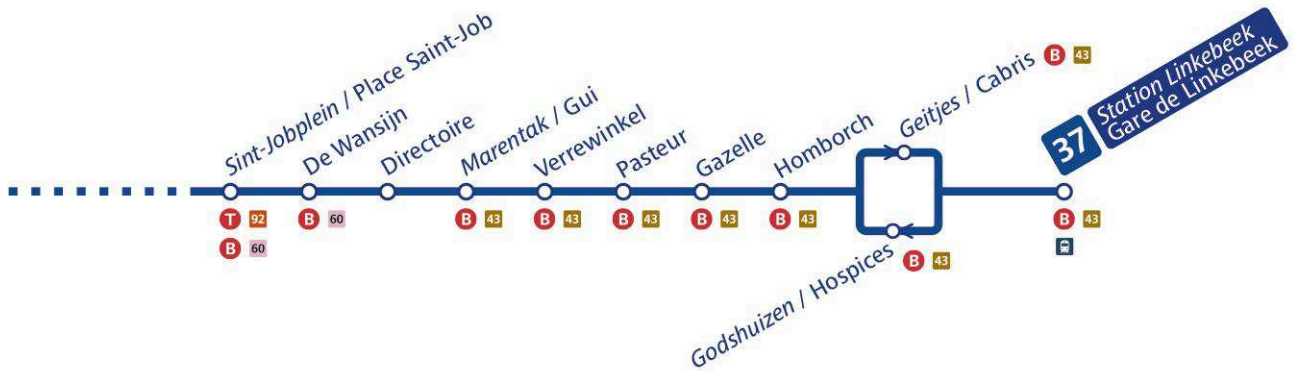 Sint-Jobplein / Place Saint-Job
De Wansijn
Directoire
Marentak / Gui
Verrewinkel
Pasteur
Gazelle
Homborch
Geitjes / Cabris B 43
37 Station Linkebeek
Gare de Linkebeek
T 92
B 60
B 60
B 43
B 43
B 43
B 43
B 43
B 43
Godshuizen / Hospices B 43